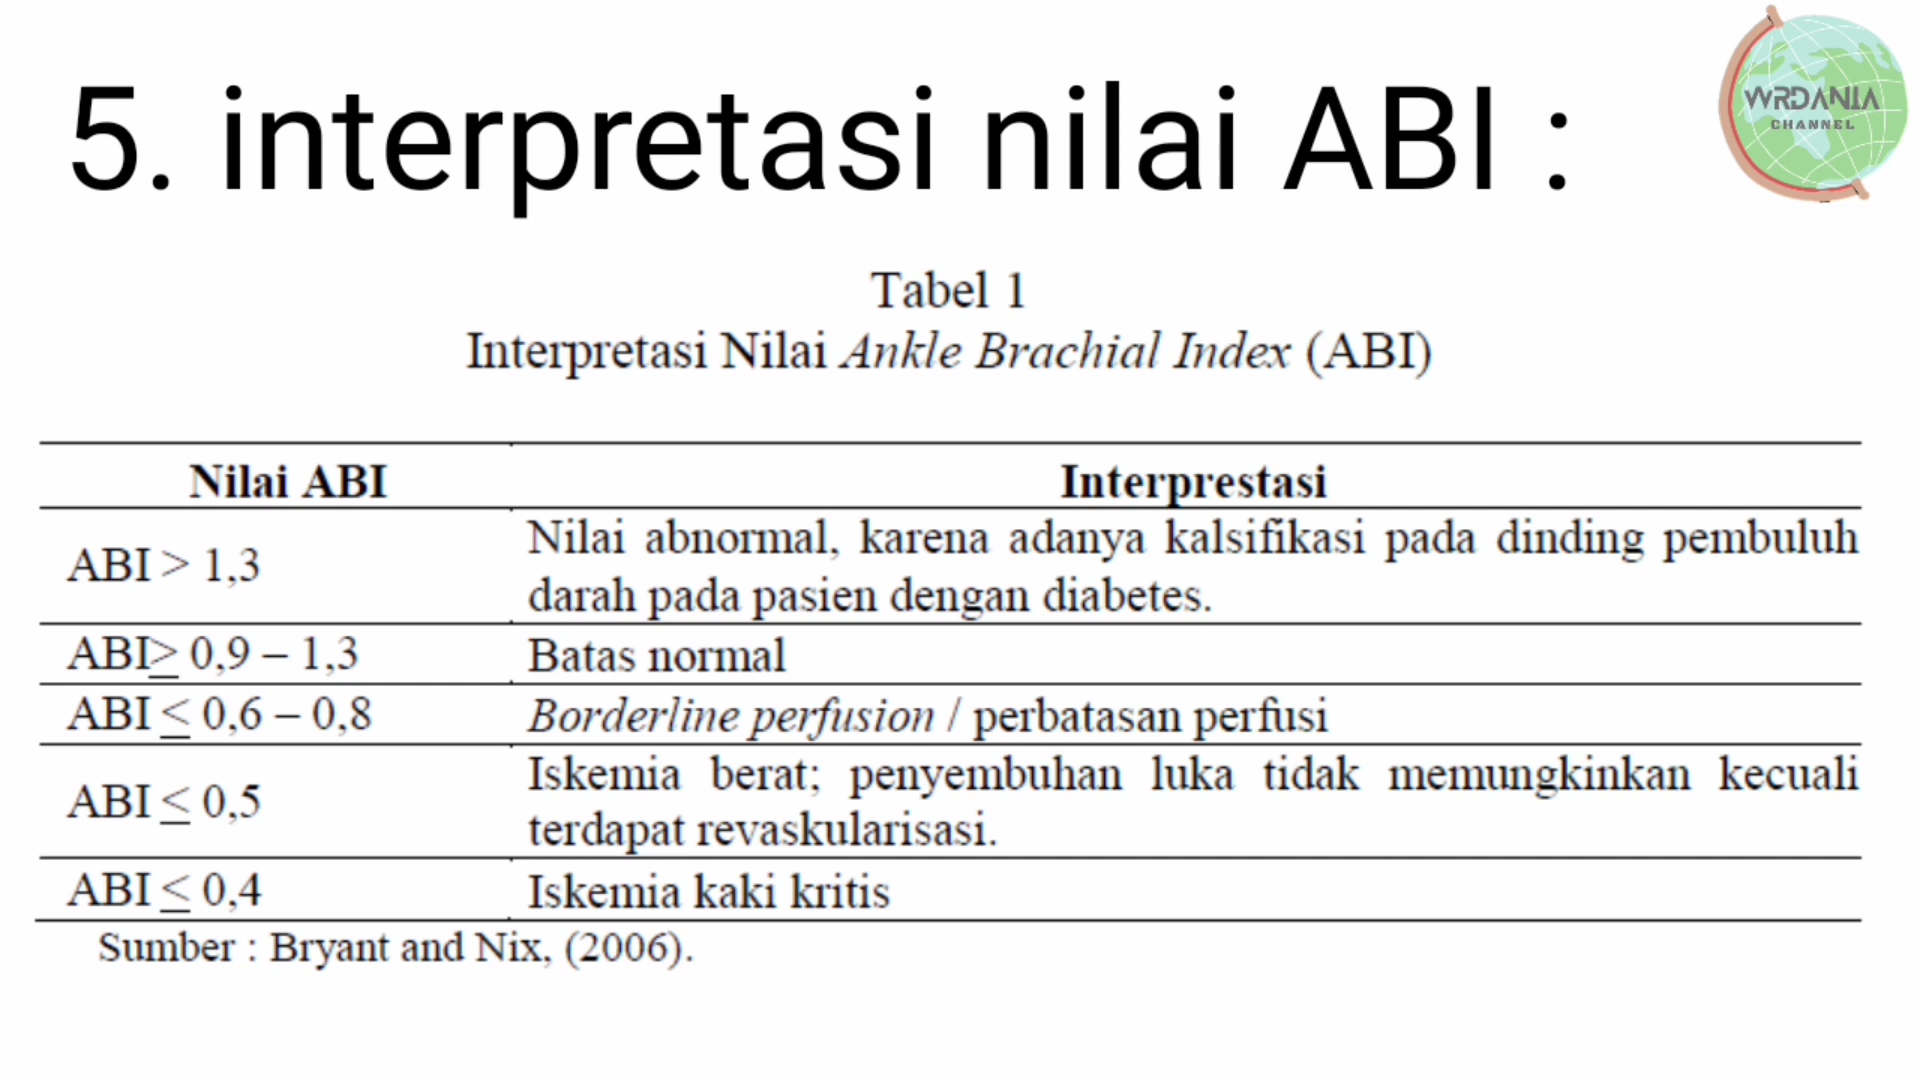 5. interpretasi nilai ABI :
WRDANIA
CHANNEL
Tabel 1
Interpretasi Nilai Ankle Brachial Index (ABI)
Nilai ABI Interprestasi
ABI > 1,3 Nilai abnormal, karena adanya kalsifikasi pada dinding pembuluh
darah pada pasien dengan diabetes.
ABI≥ 0,9 – 1,3 Batas normal
ABI ≤ 0,6 – 0,8 Borderline perfusion / perbatasan perfusi
ABI ≤ 0,5 Iskemia berat; penyembuhan luka tidak memungkinkan kecuali
terdapat revaskularisasi.
ABI ≤ 0,4 Iskemia kaki kritis
Sumber : Bryant and Nix, (2006).